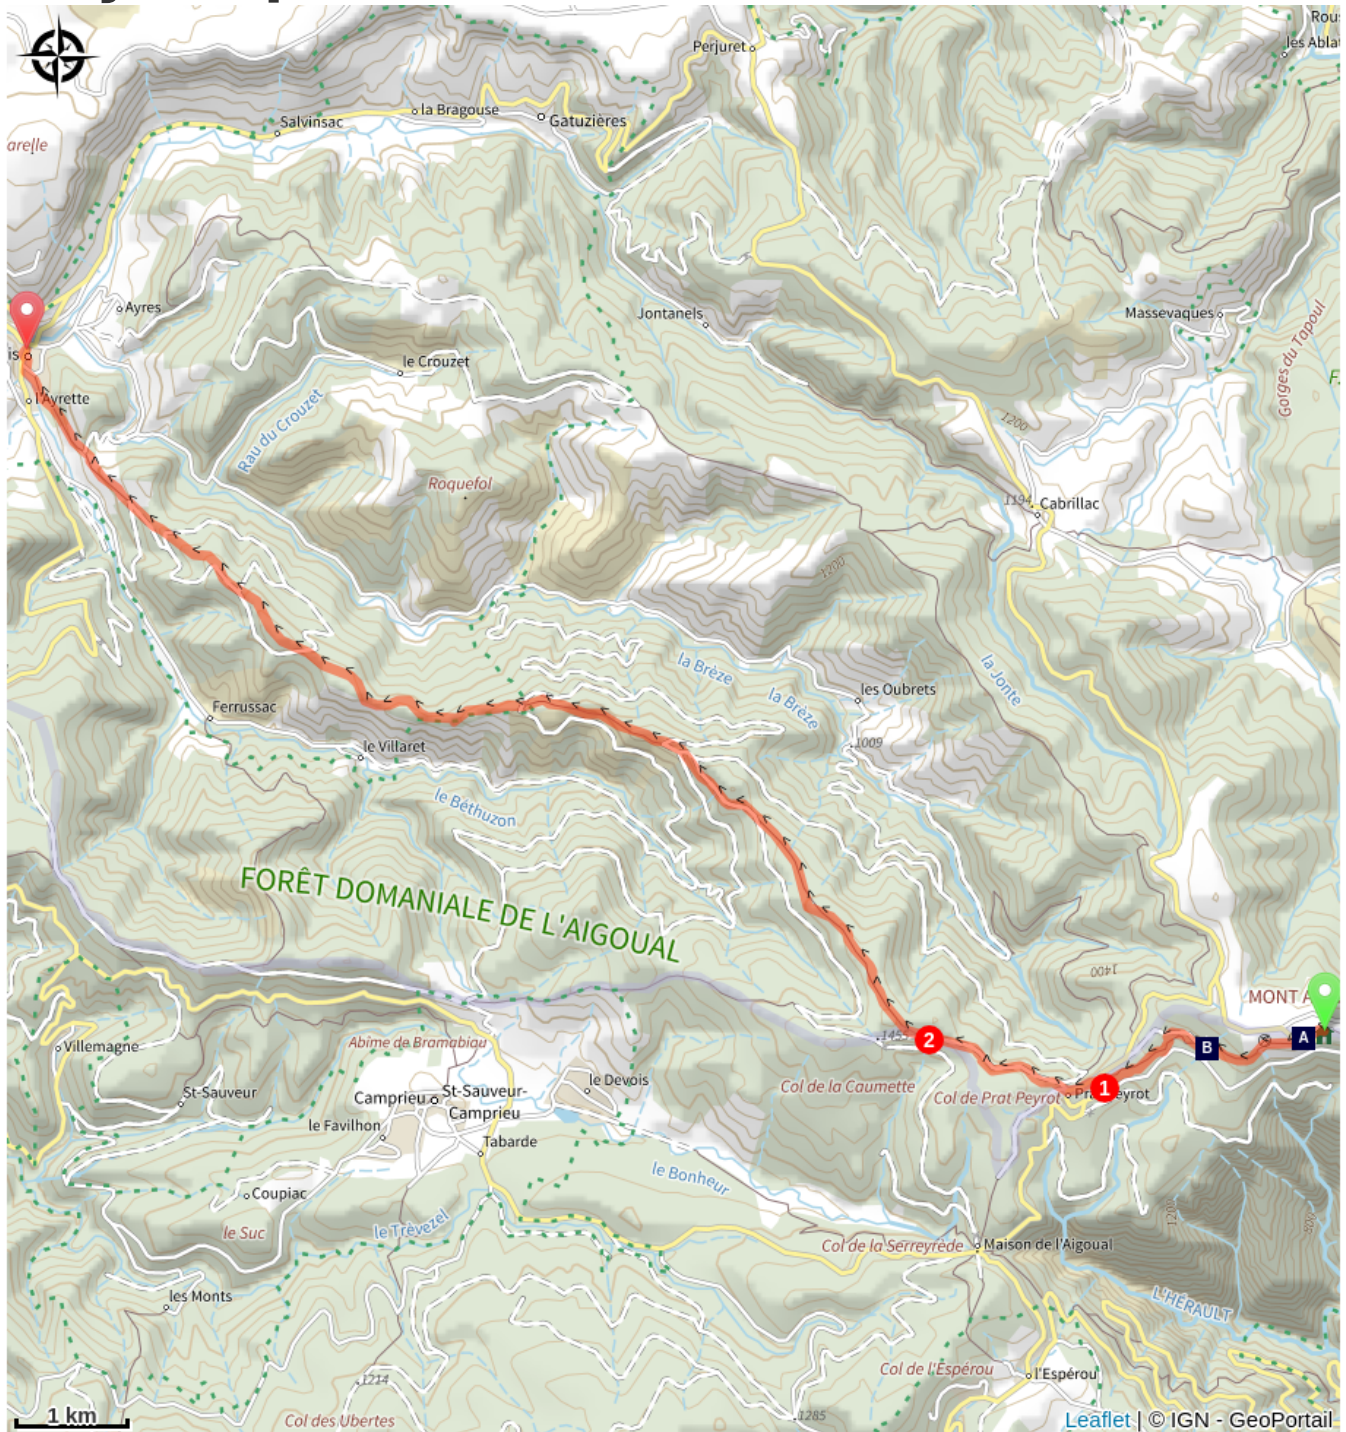 Perjuret
Rou
les Abla
la Bragouse
Salvinsac
Gatuzières
arelle
Ayres
Jontanels
Massevaques
Gorges du Tapoul
is
le Crouzet
F
l'Ayrette
Rau du Crouzet
1200
Roquefol
1194
Cabrillac
1200
la Brèze
la Jonte
la Brèze
les Oubrets
Ferrussac
le Villaret
1009
le Béthuzon
FORÊT DOMANIALE DE L'AIGOUAL
1400
MONT A
Villemagne
Abîme de Bramabiau
2
A
B
le Devois
Col de la Caumette
1
St-Sauveur
Camprieu
St-Sauveur-
Camprieu
Col de Prat Peyrot
le Favilhon
Tabarde
le Bonheur
Coupiac
le Suc
le Trèvezel
1200
800
Col de la Serreyrède
Maison de l'Aigoual
les Monts
L'HÉRAULT
Col de l'Espérou
l'Espérou
1214
1285
1 km
Col des Ubertes
Leaflet | © IGN - GeoPortail